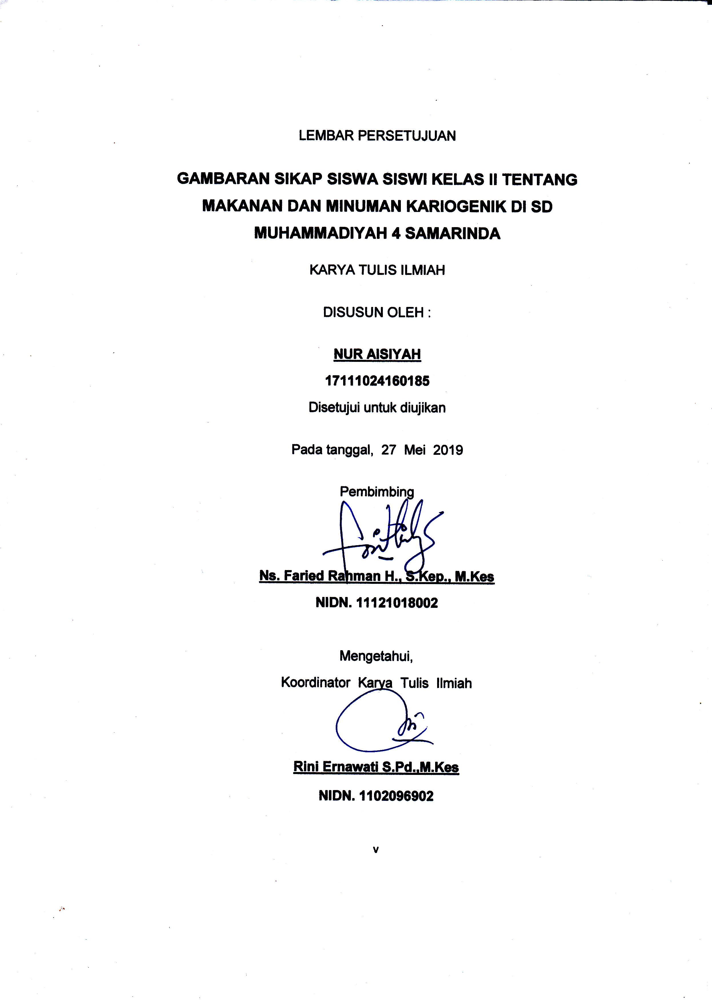 LEMBAR PERSETUJUAN
GAMBARAN SIKAP SISWA SISWI KELAS II TENTANG
MAKANAN DAN MINUMAN KARIOGENIK DI SD
MUHAMMADIYAH 4 SAMARINDA
KARYA TULIS ILMIAH
DISUSUN OLEH :
NUR AISIYAH
17111024160185
Disetujui untuk diujikan
Pada tanggal, 27 Mei 2019
Pembimbing
Ns. Faried Rahman H., S.Kep., M.Kes
NIDN. 11121018002
Mengetahui,
Koordinator Karya Tulis Ilmiah
Rini Ernawati S.Pd.,M.Kes
NIDN. 1102096902
v